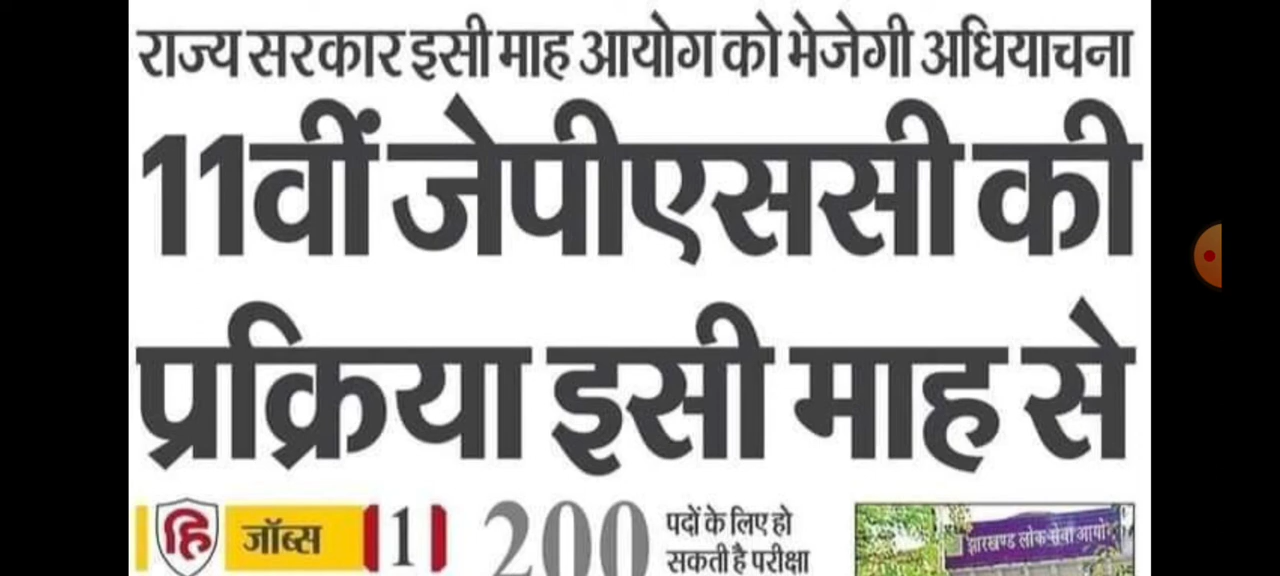 राज्य सरकार इसी माह आयोग को भेजेगी अधियाचना
11वीं जेपीएससी की
प्रक्रिया इसी माह से
हि जॉब्स 1
200 पदों के लिए हो
सकती है परीक्षा
झारखण्ड लोक सेवा आयोग